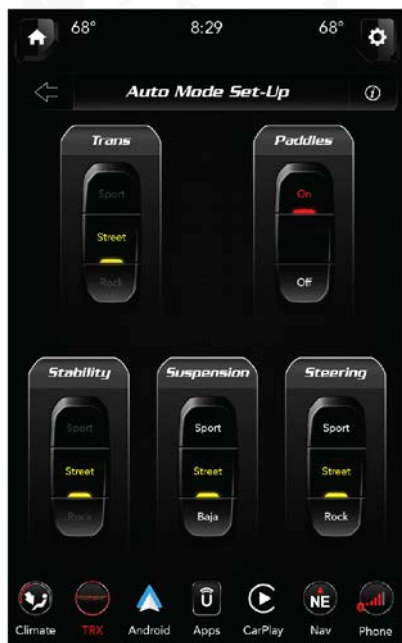 68° 8:29 68°
Auto Mode Set-Up
Trans Paddles
Sport On
Street
Rock Off
Stability Suspension Steering
Sport Sport Sport
Street Street Street
Rock Baja Rock
NE
Climate TRX Android Apps CarPlay Nav Phone